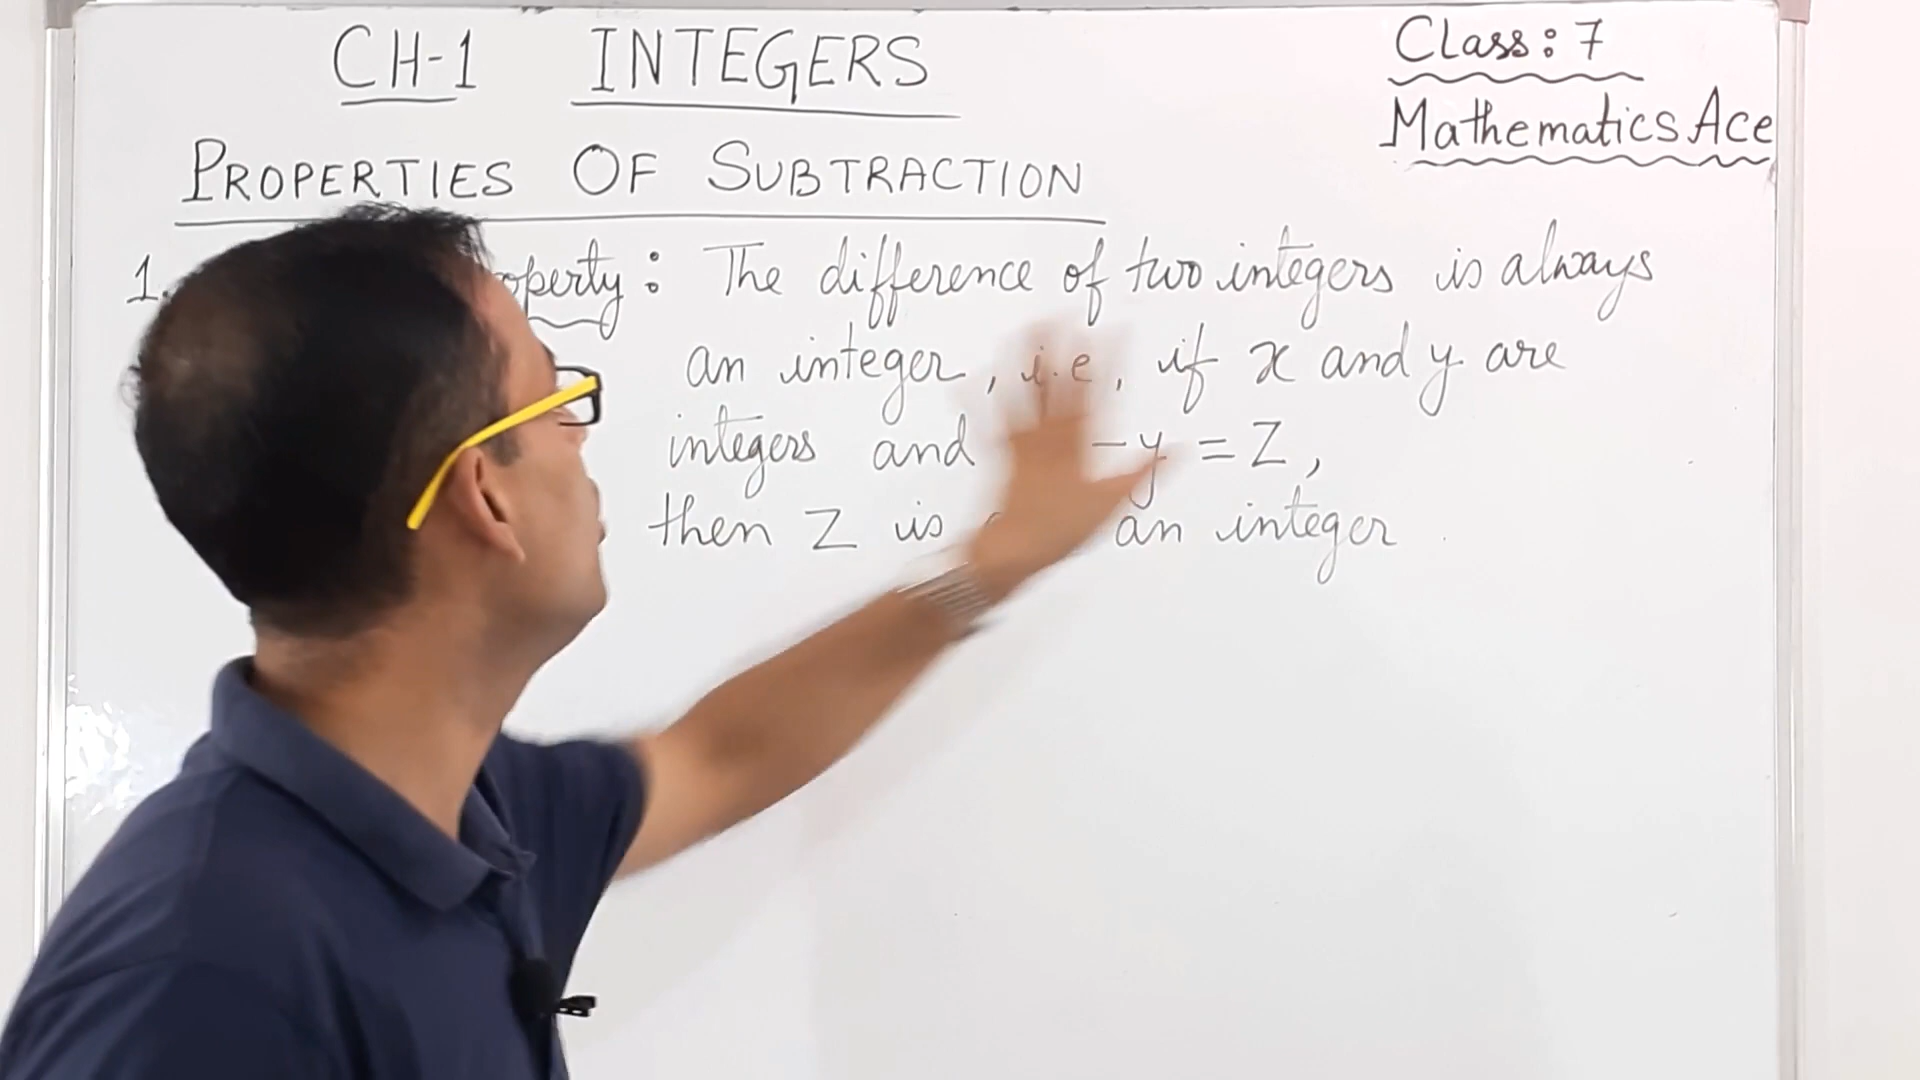 CH-1 INTEGERS
Class: 7
Mathematics Ace
PROPERTIES OF SUBTRACTION
1. operty: The difference of two integers is always
an integer, i.e, if x and y are
integers and -y = Z,
then Z is an integer